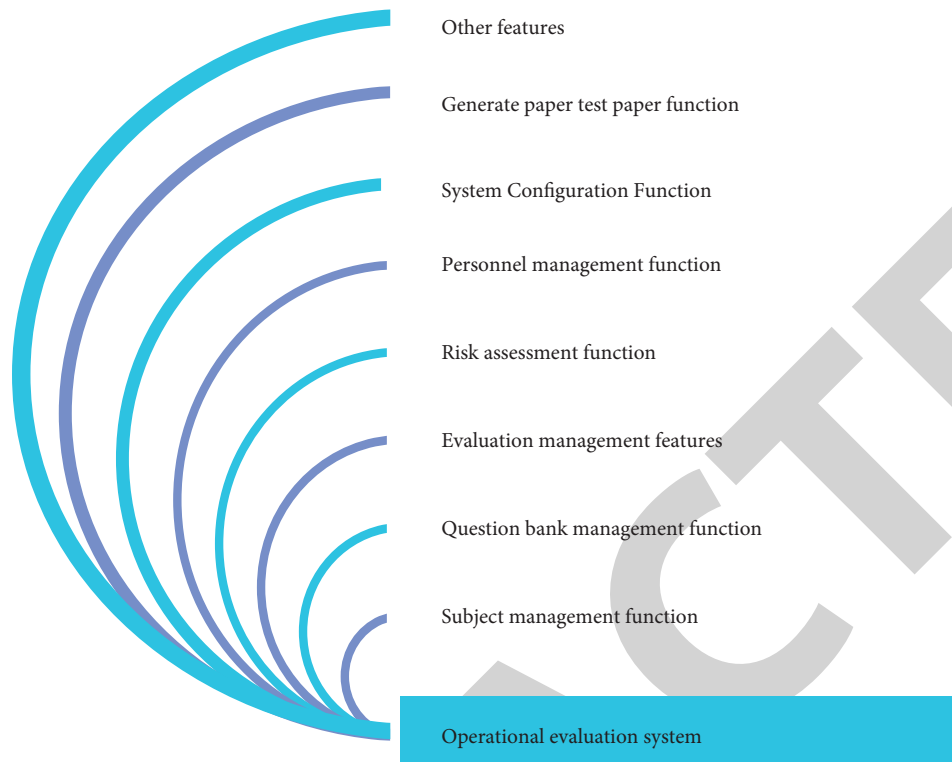 Other features
Generate paper test paper function
System Configuration Function
Personnel management function
Risk assessment function
Evaluation management features
Question bank management function
Subject management function
Operational evaluation system